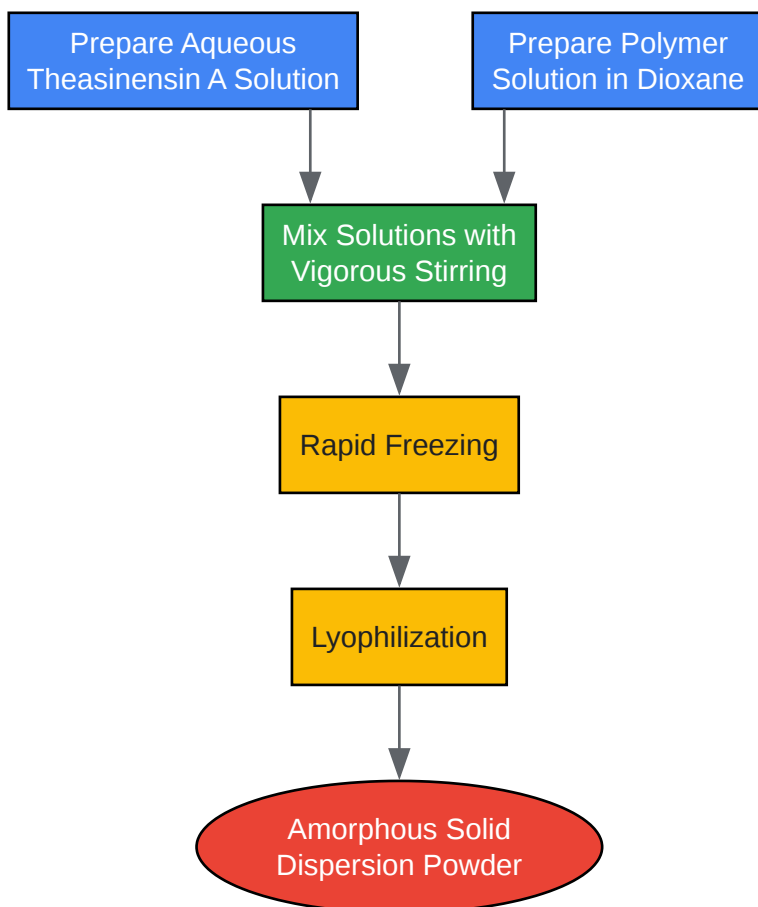 Prepare Aqueous
Theasinensin A Solution
Prepare Polymer
Solution in Dioxane
Mix Solutions with
Vigorous Stirring
Rapid Freezing
Lyophilization
Amorphous Solid
Dispersion Powder